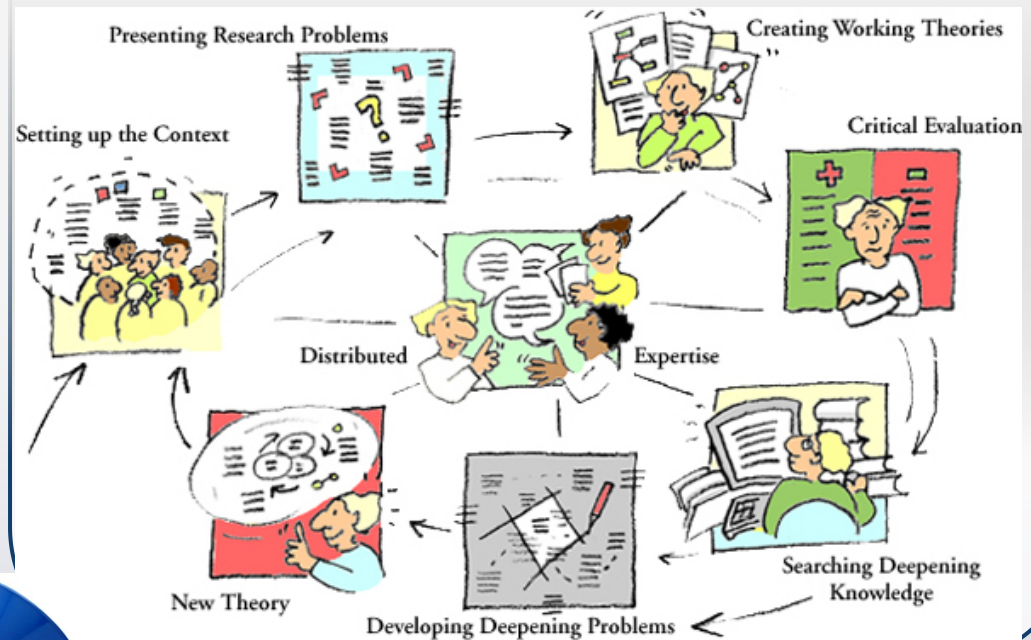 Presenting Research Problems
Creating Working Theories
Setting up the Context
Critical Evaluation
Distributed
Expertise
Searching Deepening
Knowledge
New Theory
Developing Deepening Problems